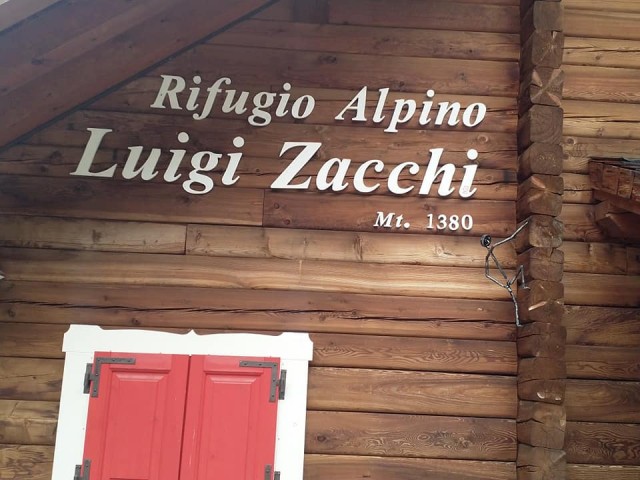 Rifugio Alpino
Luigi Zacchi
Mt. 1380